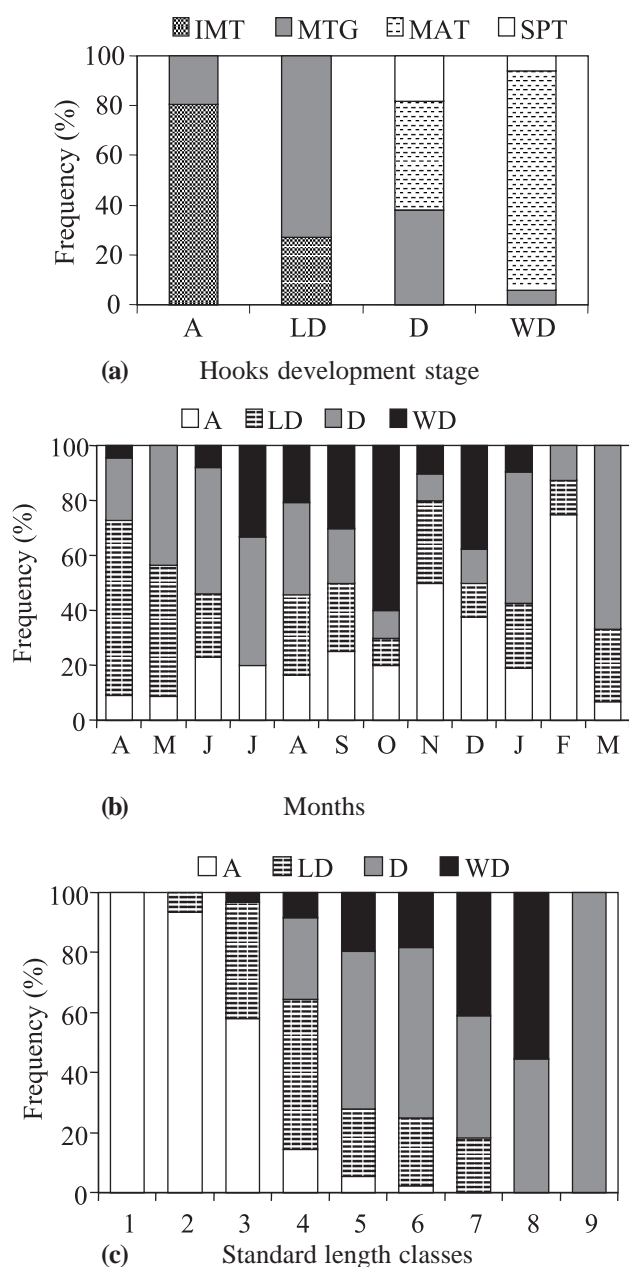 IMT MTG MAT SPT
100
80
60
40
20
0
Frequency (%)
A LD D WD
(a) Hooks development stage
A LD D WD
100
80
60
40
20
0
Frequency (%)
A M J J A S O N D J F M
(b) Months
A LD D WD
100
80
60
40
20
0
Frequency (%)
1 2 3 4 5 6 7 8 9
(c) Standard length classes